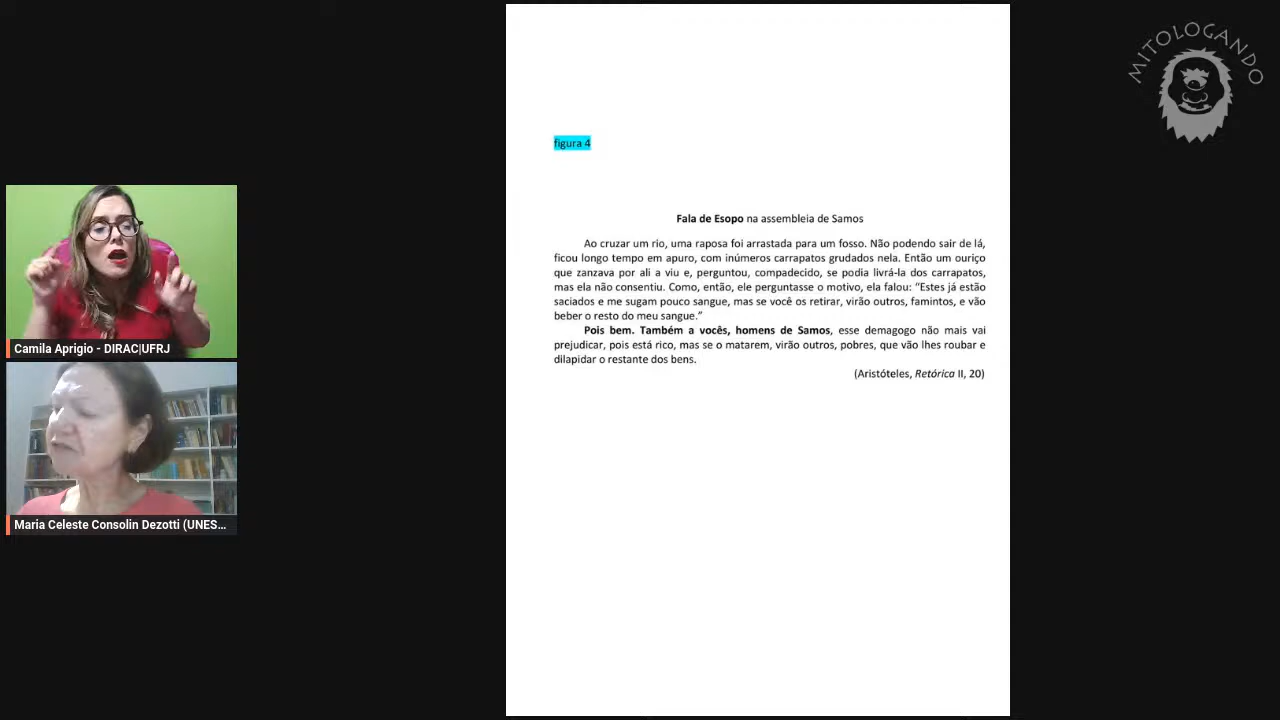 MITOLOGANDO
figura 4
Fala de Esopo na assembleia de Samos
Ao cruzar um rio, uma raposa foi arrastada para um fosso. Não podendo sair de lá,
ficou longo tempo em apuro, com inúmeros carrapatos grudados nela. Então um ouriço
que zanzava por ali a viu e, perguntou, compadecido, se podia livrá-la dos carrapatos,
mas ela não consentiu. Como, então, ele perguntasse o motivo, ela falou: “Estes já estão
saciados e me sugam pouco sangue, mas se você os retirar, virão outros, famintos, e vão
beber o resto do meu sangue.”
Pois bem. Também a vocês, homens de Samos, esse demagogo não mais vai
prejudicar, pois está rico, mas se o matarem, virão outros, pobres, que vão lhes roubar e
dilapidar o restante dos bens.
(Aristóteles, Retórica II, 20)
Camila Aprigio - DIRAC|UFRJ
Maria Celeste Consolin Dezotti (UNES...